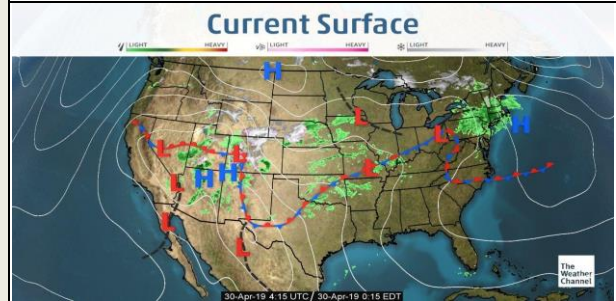 Current Surface
LIGHT HEAVY LIGHT HEAVY LIGHT HEAVY
H
H
L
L
L
L
H
H
L
L
L
L
The
Weather
Channel
30-Apr-19 4:15 UTC / 30-Apr-19 0:15 EDT